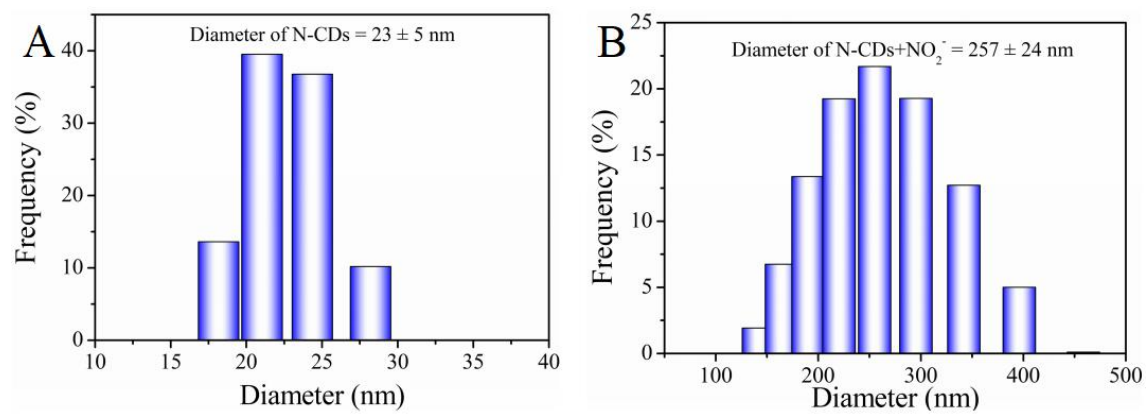 A
Diameter of N-CDs = 23 ± 5 nm
Frequency (%)
40
30
20
10
0
10 15 20 25 30 35 40
Diameter (nm)
B
Diameter of N-CDs+NO₂⁻ = 257 ± 24 nm
Frequency (%)
25
20
15
10
5
0
100 200 300 400 500
Diameter (nm)